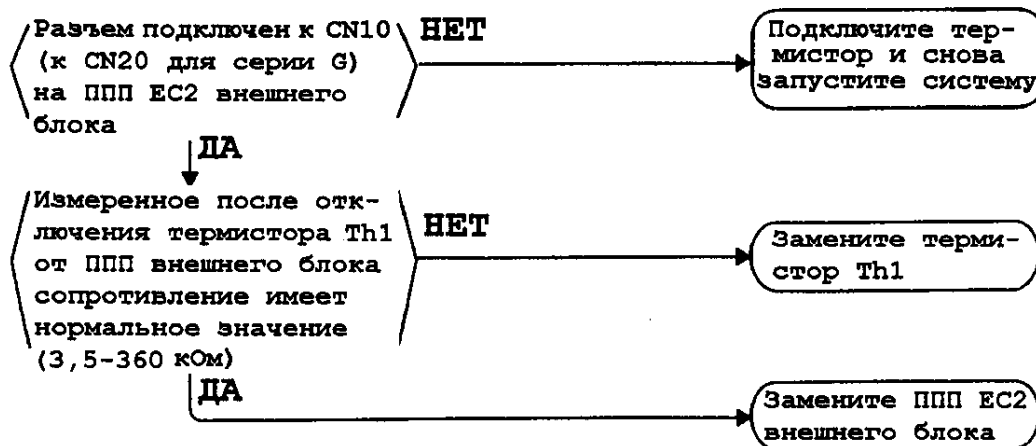 Разъем подключен к CN10
(к CN20 для серии G)
на ППП EC2 внешнего
блока
НЕТ
Подключите тер-
мистор и снова
запустите систему
ДА
Измеренное после отк-
лючения термистора Th1
от ППП внешнего блока
сопротивление имеет
нормальное значение
(3,5-360 кОм)
НЕТ
Замените терми-
стор Th1
ДА
Замените ППП EC2
внешнего блока